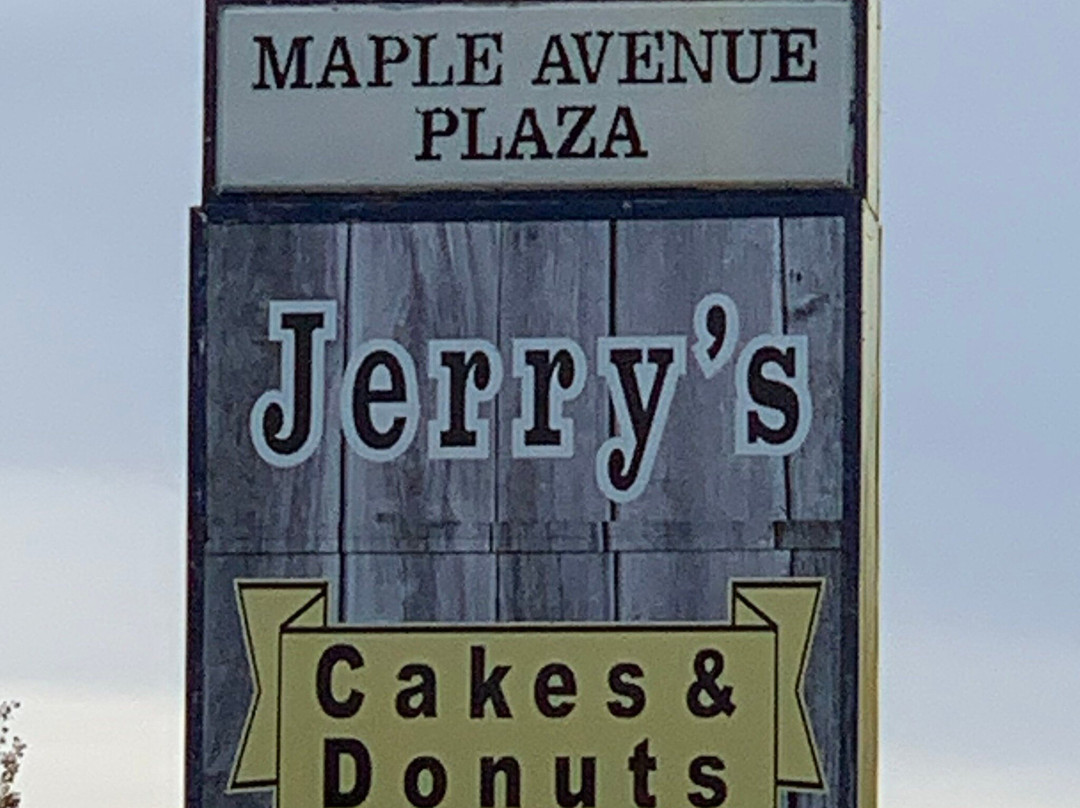 MAPLE AVENUE
PLAZA
Jerry's
Cakes &
Donuts